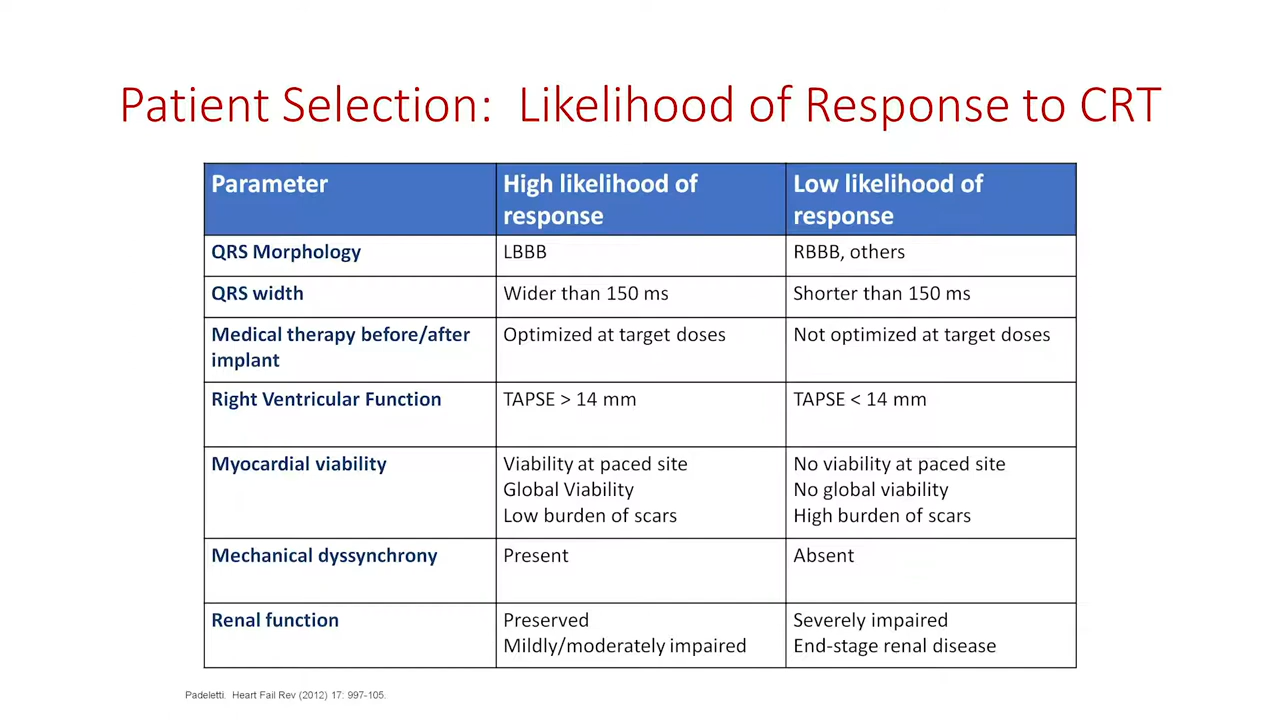 Patient Selection:  Likelihood of Response to CRT
Parameter
High likelihood of
response
Low likelihood of
response
QRS Morphology
LBBB
RBBB, others
QRS width
Wider than 150 ms
Shorter than 150 ms
Medical therapy before/after
implant
Optimized at target doses
Not optimized at target doses
Right Ventricular Function
TAPSE > 14 mm
TAPSE < 14 mm
Myocardial viability
Viability at paced site
Global Viability
Low burden of scars
No viability at paced site
No global viability
High burden of scars
Mechanical dyssynchrony
Present
Absent
Renal function
Preserved
Mildly/moderately impaired
Severely impaired
End-stage renal disease
Padeletti.  Heart Fail Rev (2012) 17: 997-105.